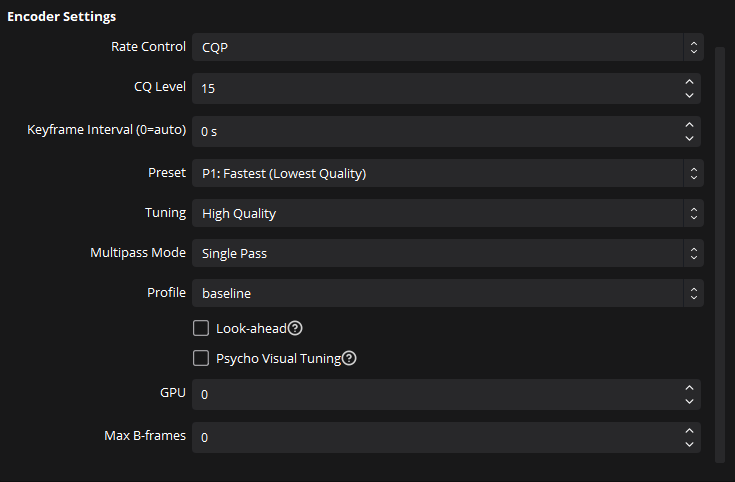 Encoder Settings
Rate Control CQP
CQ Level 15
Keyframe Interval (0=auto) 0 s
Preset P1: Fastest (Lowest Quality)
Tuning High Quality
Multipass Mode Single Pass
Profile baseline
Look-ahead ?
Psycho Visual Tuning ?
GPU 0
Max B-frames 0